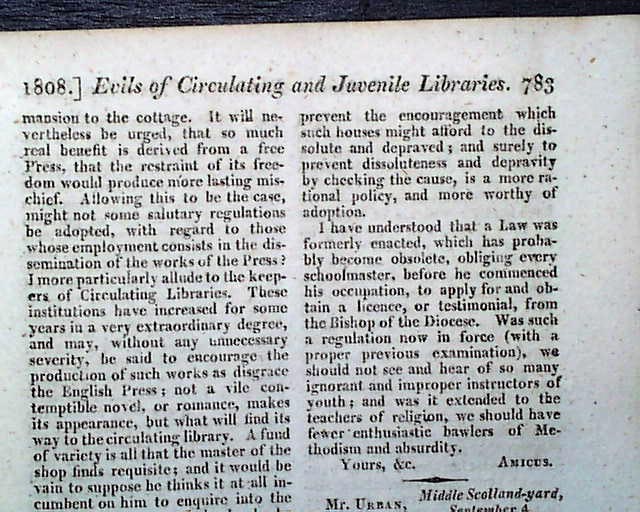 1808.] Evils of Circulating and Juvenile Libraries. 783
mansion to the cottage. It will ne-
vertheless be urged, that so much
real benefit is derived from a free
Press, that the restraint of its free-
dom would produce more lasting mis-
chief. Allowing this to be the case,
might not some salutary regulations
be adopted, with regard to those
whose employment consists in the dis-
semination of the works of the Press?
I more particularly allude to the keep-
ers of Circulating Libraries. These
institutions have increased for some
years in a very extraordinary degree,
and may, without any unnecessary
severity, be said to encourage the
production of such works as disgrace
the English Press; not a vile con-
temptible novel, or romance, makes
its appearance, but what will find its
way to the circulating library. A fund
of variety is all that the master of the
shop finds requisite; and it would be
vain to suppose he thinks it at all in-
cumbent on him to enquire into the
prevent the encouragement which
such houses might afford to the dis-
solute and depraved; and surely to
prevent dissoluteness and depravity
by checking the cause, is a more ra-
tional policy, and more worthy of
adoption.
I have understood that a Law was
formerly enacted, which has proba-
bly become obsolete, obliging every
schoolmaster, before he commenced
his occupation, to apply for and ob-
tain a licence, or testimonial, from
the Bishop of the Diocese. Was such
a regulation now in force (with a
proper previous examination), we
should not see and hear of so many
ignorant and improper instructors of
youth; and was it extended to the
teachers of religion, we should have
fewer enthusiastic bawlers of Me-
thodism and absurdity.
Yours, &c. AMICUS.
Middle Scotland-yard,
Mr. URBAN, September 4.